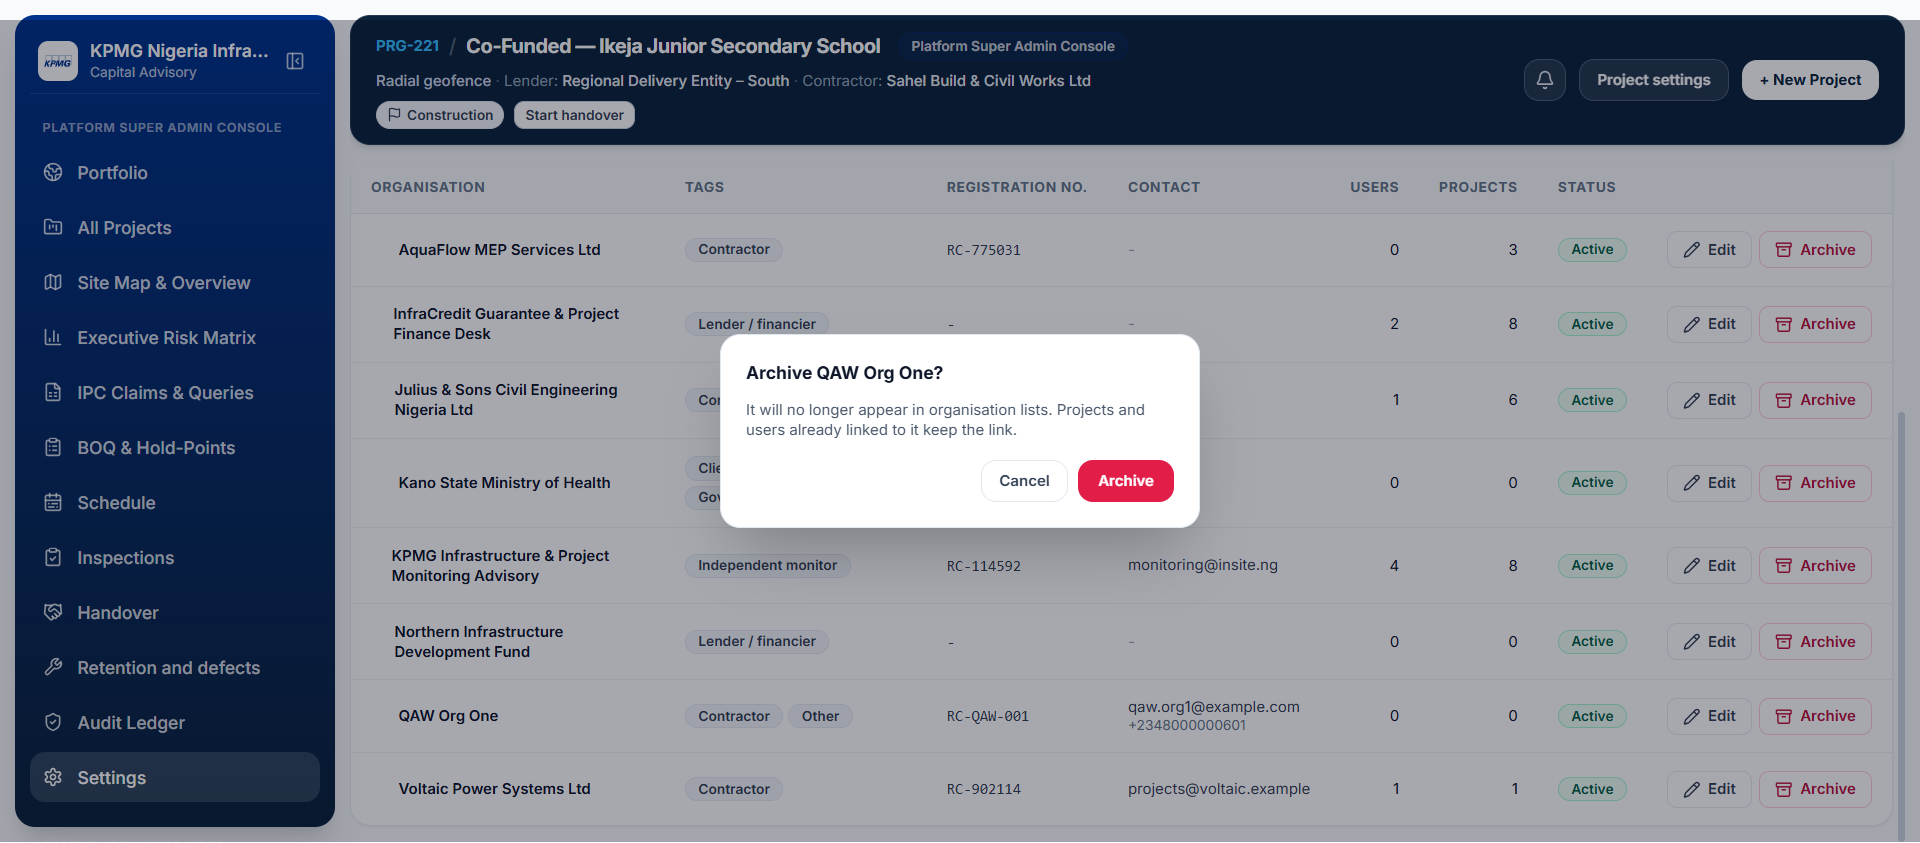 KPMG
KPMG Nigeria Infra...
Capital Advisory
PLATFORM SUPER ADMIN CONSOLE
Portfolio
All Projects
Site Map & Overview
Executive Risk Matrix
IPC Claims & Queries
BOQ & Hold-Points
Schedule
Inspections
Handover
Retention and defects
Audit Ledger
Settings
PRG-221 / Co-Funded — Ikeja Junior Secondary School Platform Super Admin Console
Radial geofence · Lender: Regional Delivery Entity – South · Contractor: Sahel Build & Civil Works Ltd
Construction Start handover
Project settings + New Project
ORGANISATION TAGS REGISTRATION NO. CONTACT USERS PROJECTS STATUS
AquaFlow MEP Services Ltd Contractor RC-775031 - 0 3 Active Edit Archive
InfraCredit Guarantee & Project
Finance Desk Lender / financier - - 2 8 Active Edit Archive
Julius & Sons Civil Engineering
Nigeria Ltd 1 6 Active Edit Archive
Kano State Ministry of Health 0 0 Active Edit Archive
Archive QAW Org One?
It will no longer appear in organisation lists. Projects and
users already linked to it keep the link.
Cancel Archive
KPMG Infrastructure & Project
Monitoring Advisory Independent monitor RC-114592 monitoring@insite.ng 4 8 Active Edit Archive
Northern Infrastructure
Development Fund Lender / financier - - 0 0 Active Edit Archive
QAW Org One Contractor Other RC-QAW-001 qaw.org1@example.com
+2348000000601 0 0 Active Edit Archive
Voltaic Power Systems Ltd Contractor RC-902114 projects@voltaic.example 1 1 Active Edit Archive